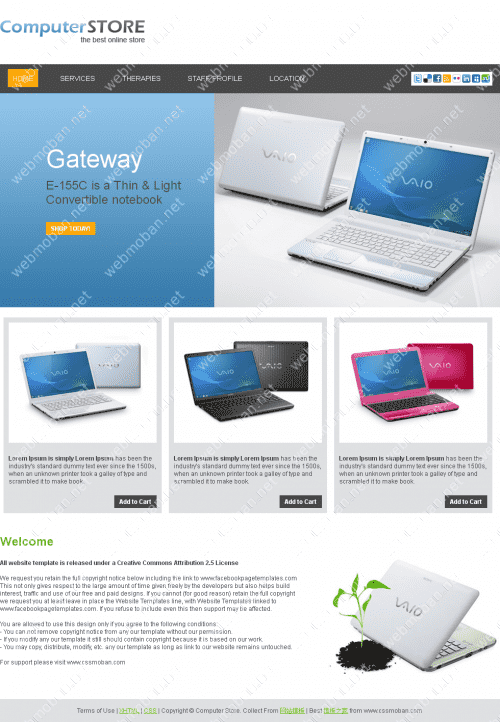 ComputerSTORE
the best online store
HOME SERVICES THERAPIES STAFF PROFILE LOCATION
Gateway
E-155C is a Thin & Light
Convertible notebook
SHOP TODAY!
VAIO
VAIO
VAIO
VAIO
VAIO
Lorem Ipsum is simply Lorem Ipsum has been the
industry's standard dummy text ever since the 1500s,
when an unknown printer took a galley of type and
scrambled it to make book.
Add to Cart
Lorem Ipsum is simply Lorem Ipsum has been the
industry's standard dummy text ever since the 1500s,
when an unknown printer took a galley of type and
scrambled it to make book.
Add to Cart
Lorem Ipsum is simply Lorem Ipsum has been the
industry's standard dummy text ever since the 1500s,
when an unknown printer took a galley of type and
scrambled it to make book.
Add to Cart
Welcome
All website template is released under a Creative Commons Attribution 2.5 License
We request you retain the full copyright notice below including the link to www.facebookpagetemplates.com
This not only gives respect to the large amount of time given freely by the developers but also helps build
interest, traffic and use of our free and paid designs. If you cannot (for good reason) retain the full copyright
we request you at least leave in place the Website Templates line, with Website Templates linked to
www.facebookpagetemplates.com. If you refuse to include even this then support may be affected.
You are allowed to use this design only if you agree to the following conditions:
- You can not remove copyright notice from any our template without our permission.
- If you modify any our template it still should contain copyright because it is based on our work.
- You may copy, distribute, modify, etc. any our template as long as link to our website remains untouched.
For support please visit www.cssmoban.com
VAIO
Terms of Use | XHTML | CSS | Copyright © Computer Store. Collect From 网站模板 | Best 模板之家 from www.cssmoban.com
webmoban.net